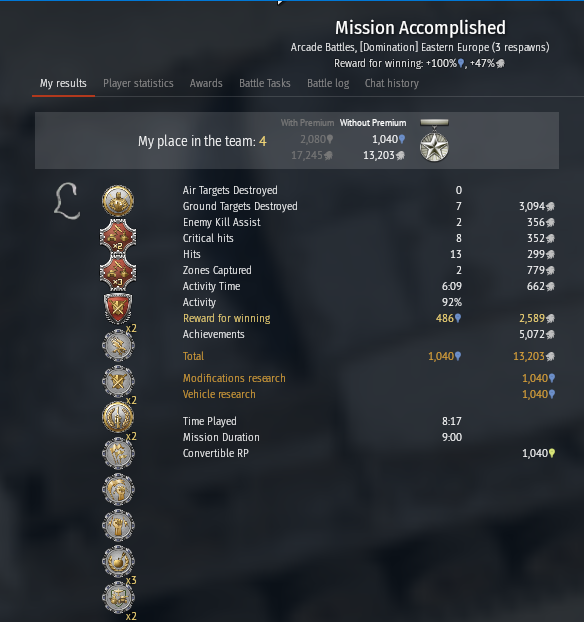 Mission Accomplished
Arcade Battles, [Domination] Eastern Europe (3 respawns)
Reward for winning: +100%, +47%
My results Player statistics Awards Battle Tasks Battle log Chat history
With Premium Without Premium
My place in the team: 4 2,080 1,040
17,245 13,203
Air Targets Destroyed 0
Ground Targets Destroyed 7 3,094
Enemy Kill Assist 2 356
Critical hits 8 352
Hits 13 299
Zones Captured 2 779
Activity Time 6:09 662
Activity 92%
Reward for winning 486 2,589
Achievements 5,072
Total 1,040 13,203
Modifications research 1,040
Vehicle research 1,040
Time Played 8:17
Mission Duration 9:00
Convertible RP 1,040
ℒ
x2
x3
x2
x2
x2
x3
x2